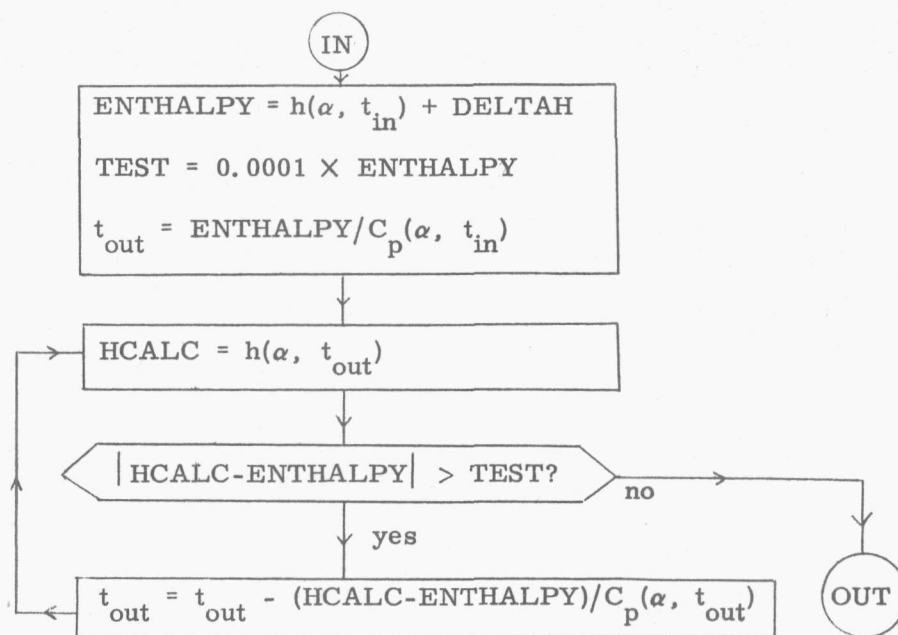 IN
ENTHALPY = h(α, t_in) + DELTAH
TEST = 0.0001 × ENTHALPY
t_out = ENTHALPY/C_p(α, t_in)
HCALC = h(α, t_out)
|HCALC-ENTHALPY| > TEST?
no
yes
t_out = t_out - (HCALC-ENTHALPY)/C_p(α, t_out)
OUT